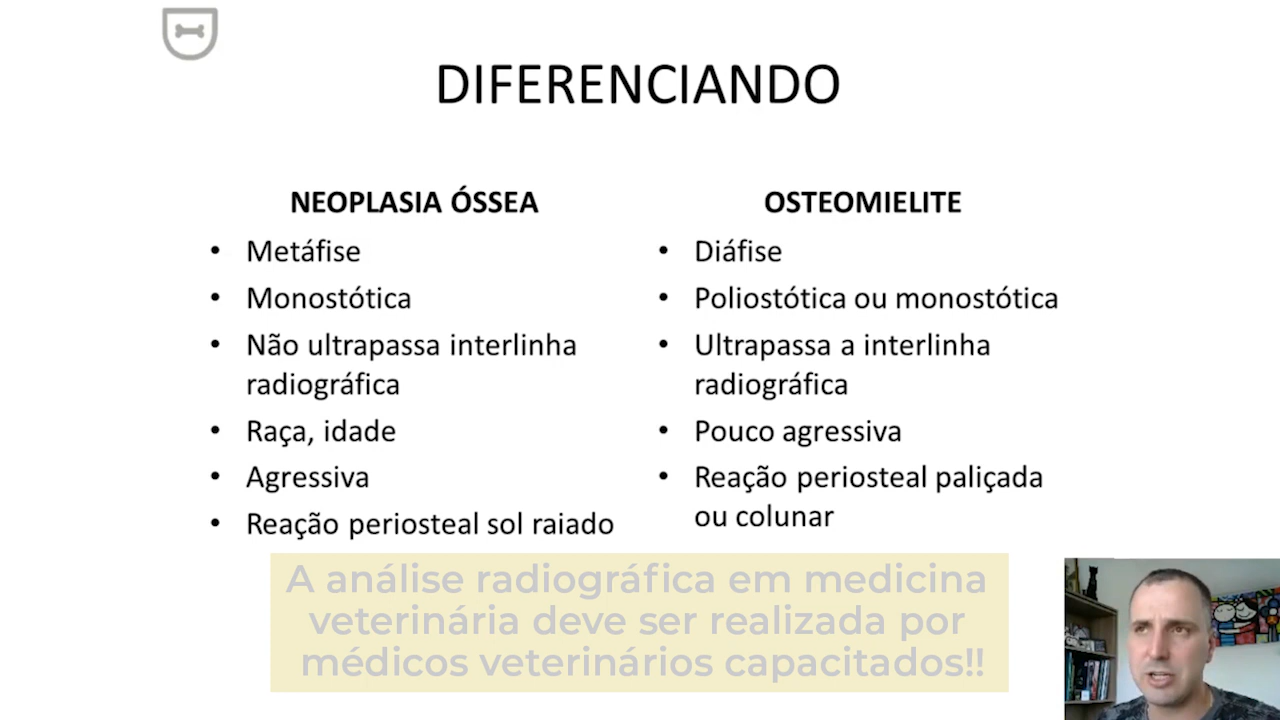 DIFERENCIANDO
NEOPLASIA ÓSSEA
• Metáfise
• Monostótica
• Não ultrapassa interlinha
radiográfica
• Raça, idade
• Agressiva
• Reação periosteal sol raiado
OSTEOMIELITE
• Diáfise
• Poliostótica ou monostótica
• Ultrapassa a interlinha
radiográfica
• Pouco agressiva
• Reação periosteal paliçada
ou colunar
A análise radiográfica em medicina
veterinária deve ser realizada por
médicos veterinários capacitados!!